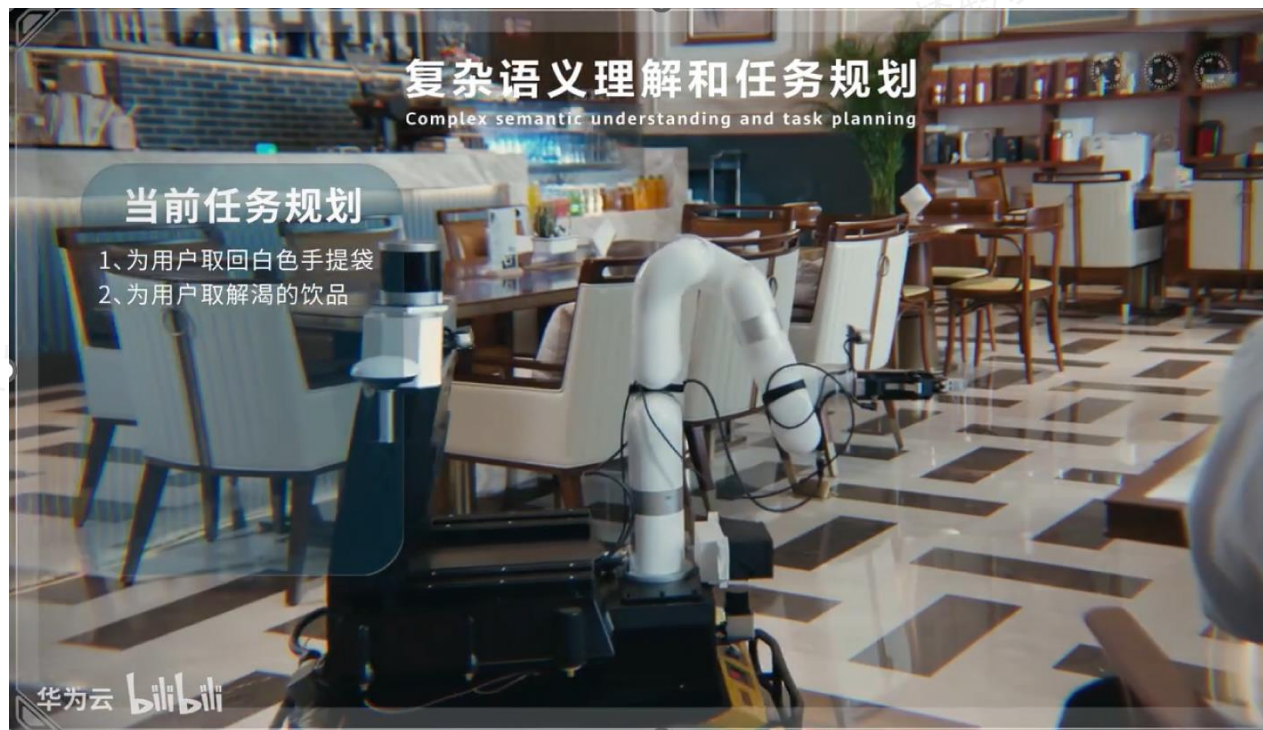 复杂语义理解和任务规划
Complex semantic understanding and task planning
当前任务规划
1、为用户取回白色手提袋
2、为用户取解渴的饮品
华为云 bilibili